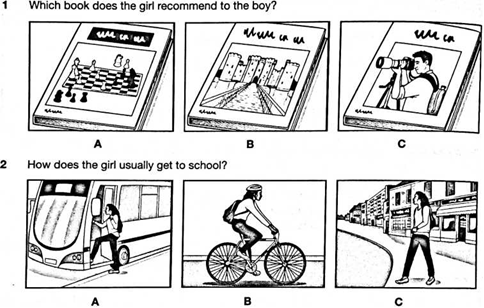 1 Which book does the girl recommend to the boy?
A B C
2 How does the girl usually get to school?
A B C